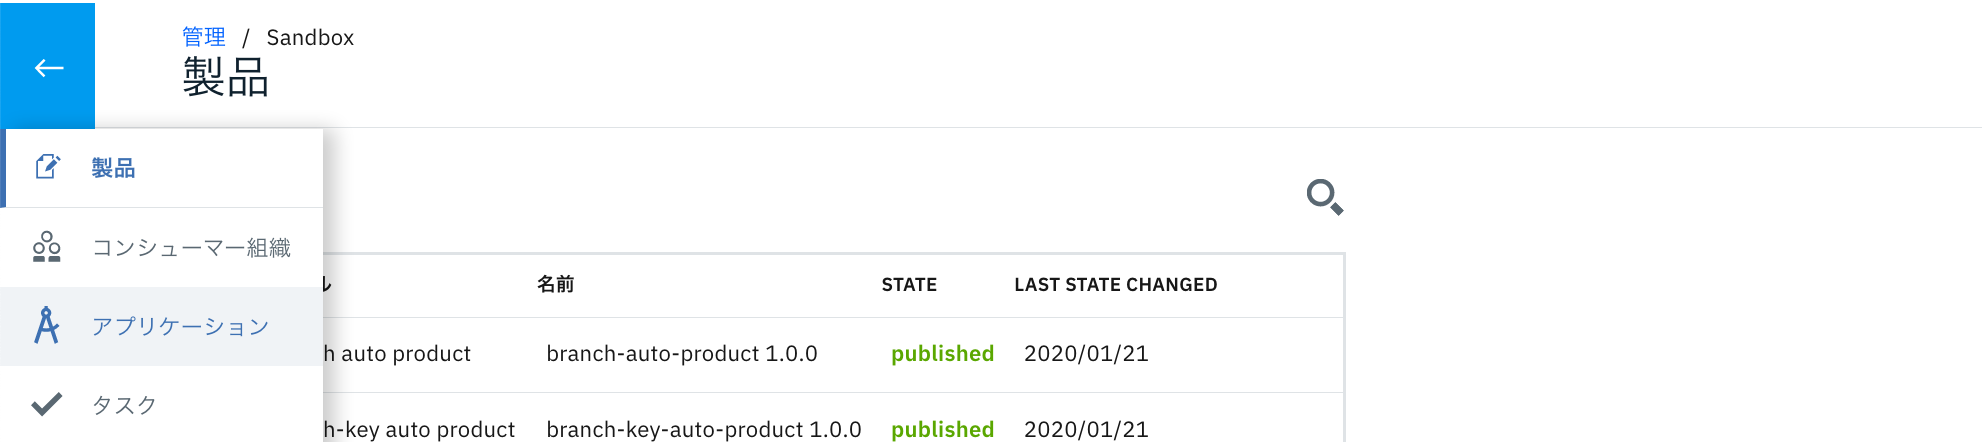 管理 / Sandbox
製品
製品
コンシューマー組織
アプリケーション
タスク
ル 名前 STATE LAST STATE CHANGED
h auto product branch-auto-product 1.0.0 published 2020/01/21
h-key auto product branch-key-auto-product 1.0.0 published 2020/01/21